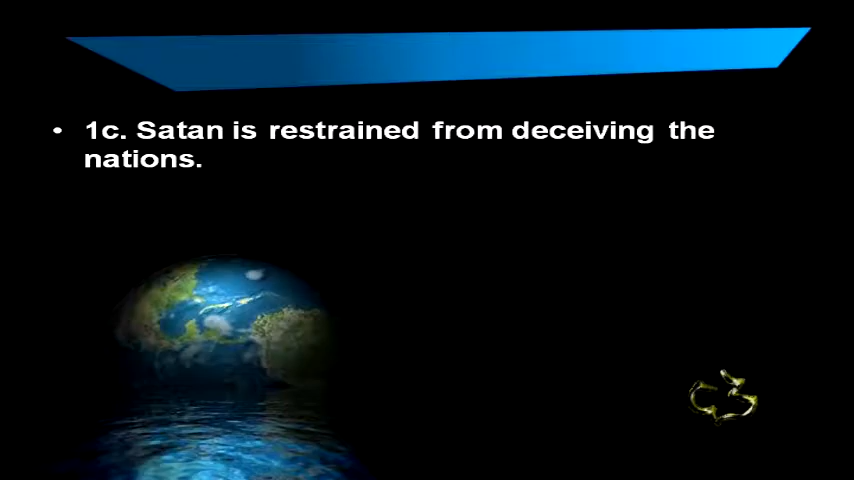 • 1c. Satan is restrained from deceiving the
nations.